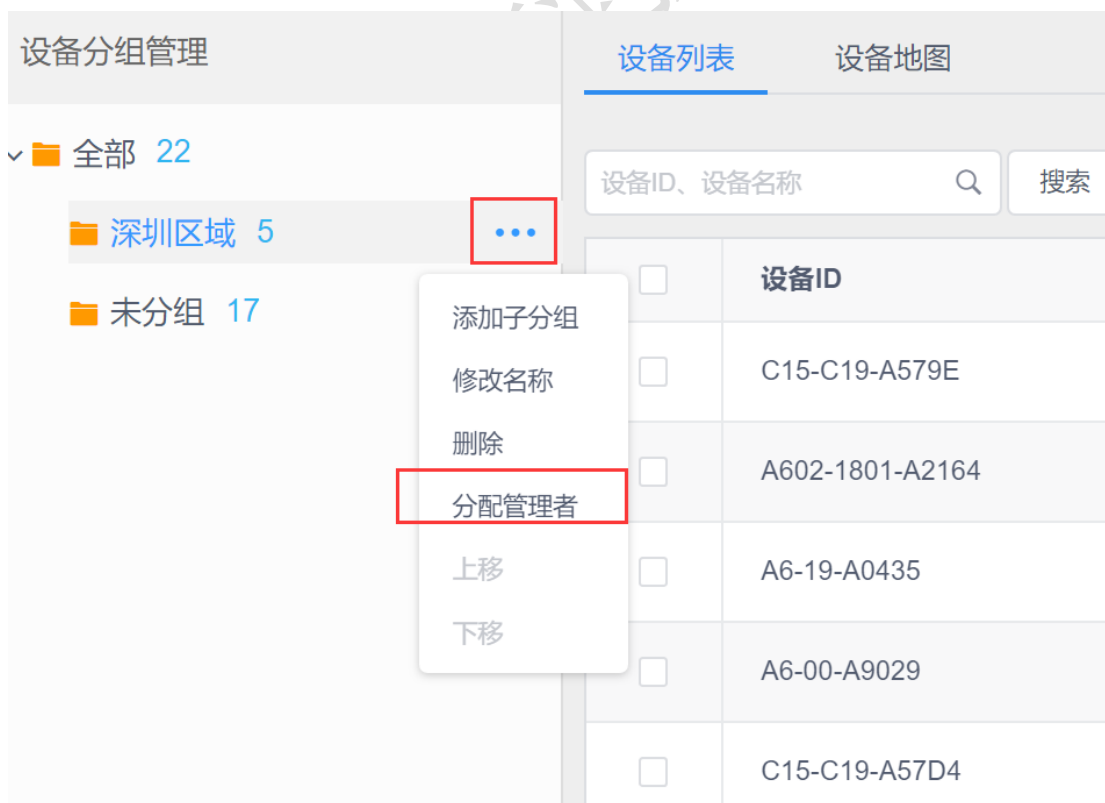 设备分组管理
设备列表 设备地图
全部 22
设备ID、设备名称 搜索
深圳区域 5 •••
未分组 17
添加子分组
修改名称
删除
分配管理者
上移
下移
设备ID
C15-C19-A579E
A602-1801-A2164
A6-19-A0435
A6-00-A9029
C15-C19-A57D4